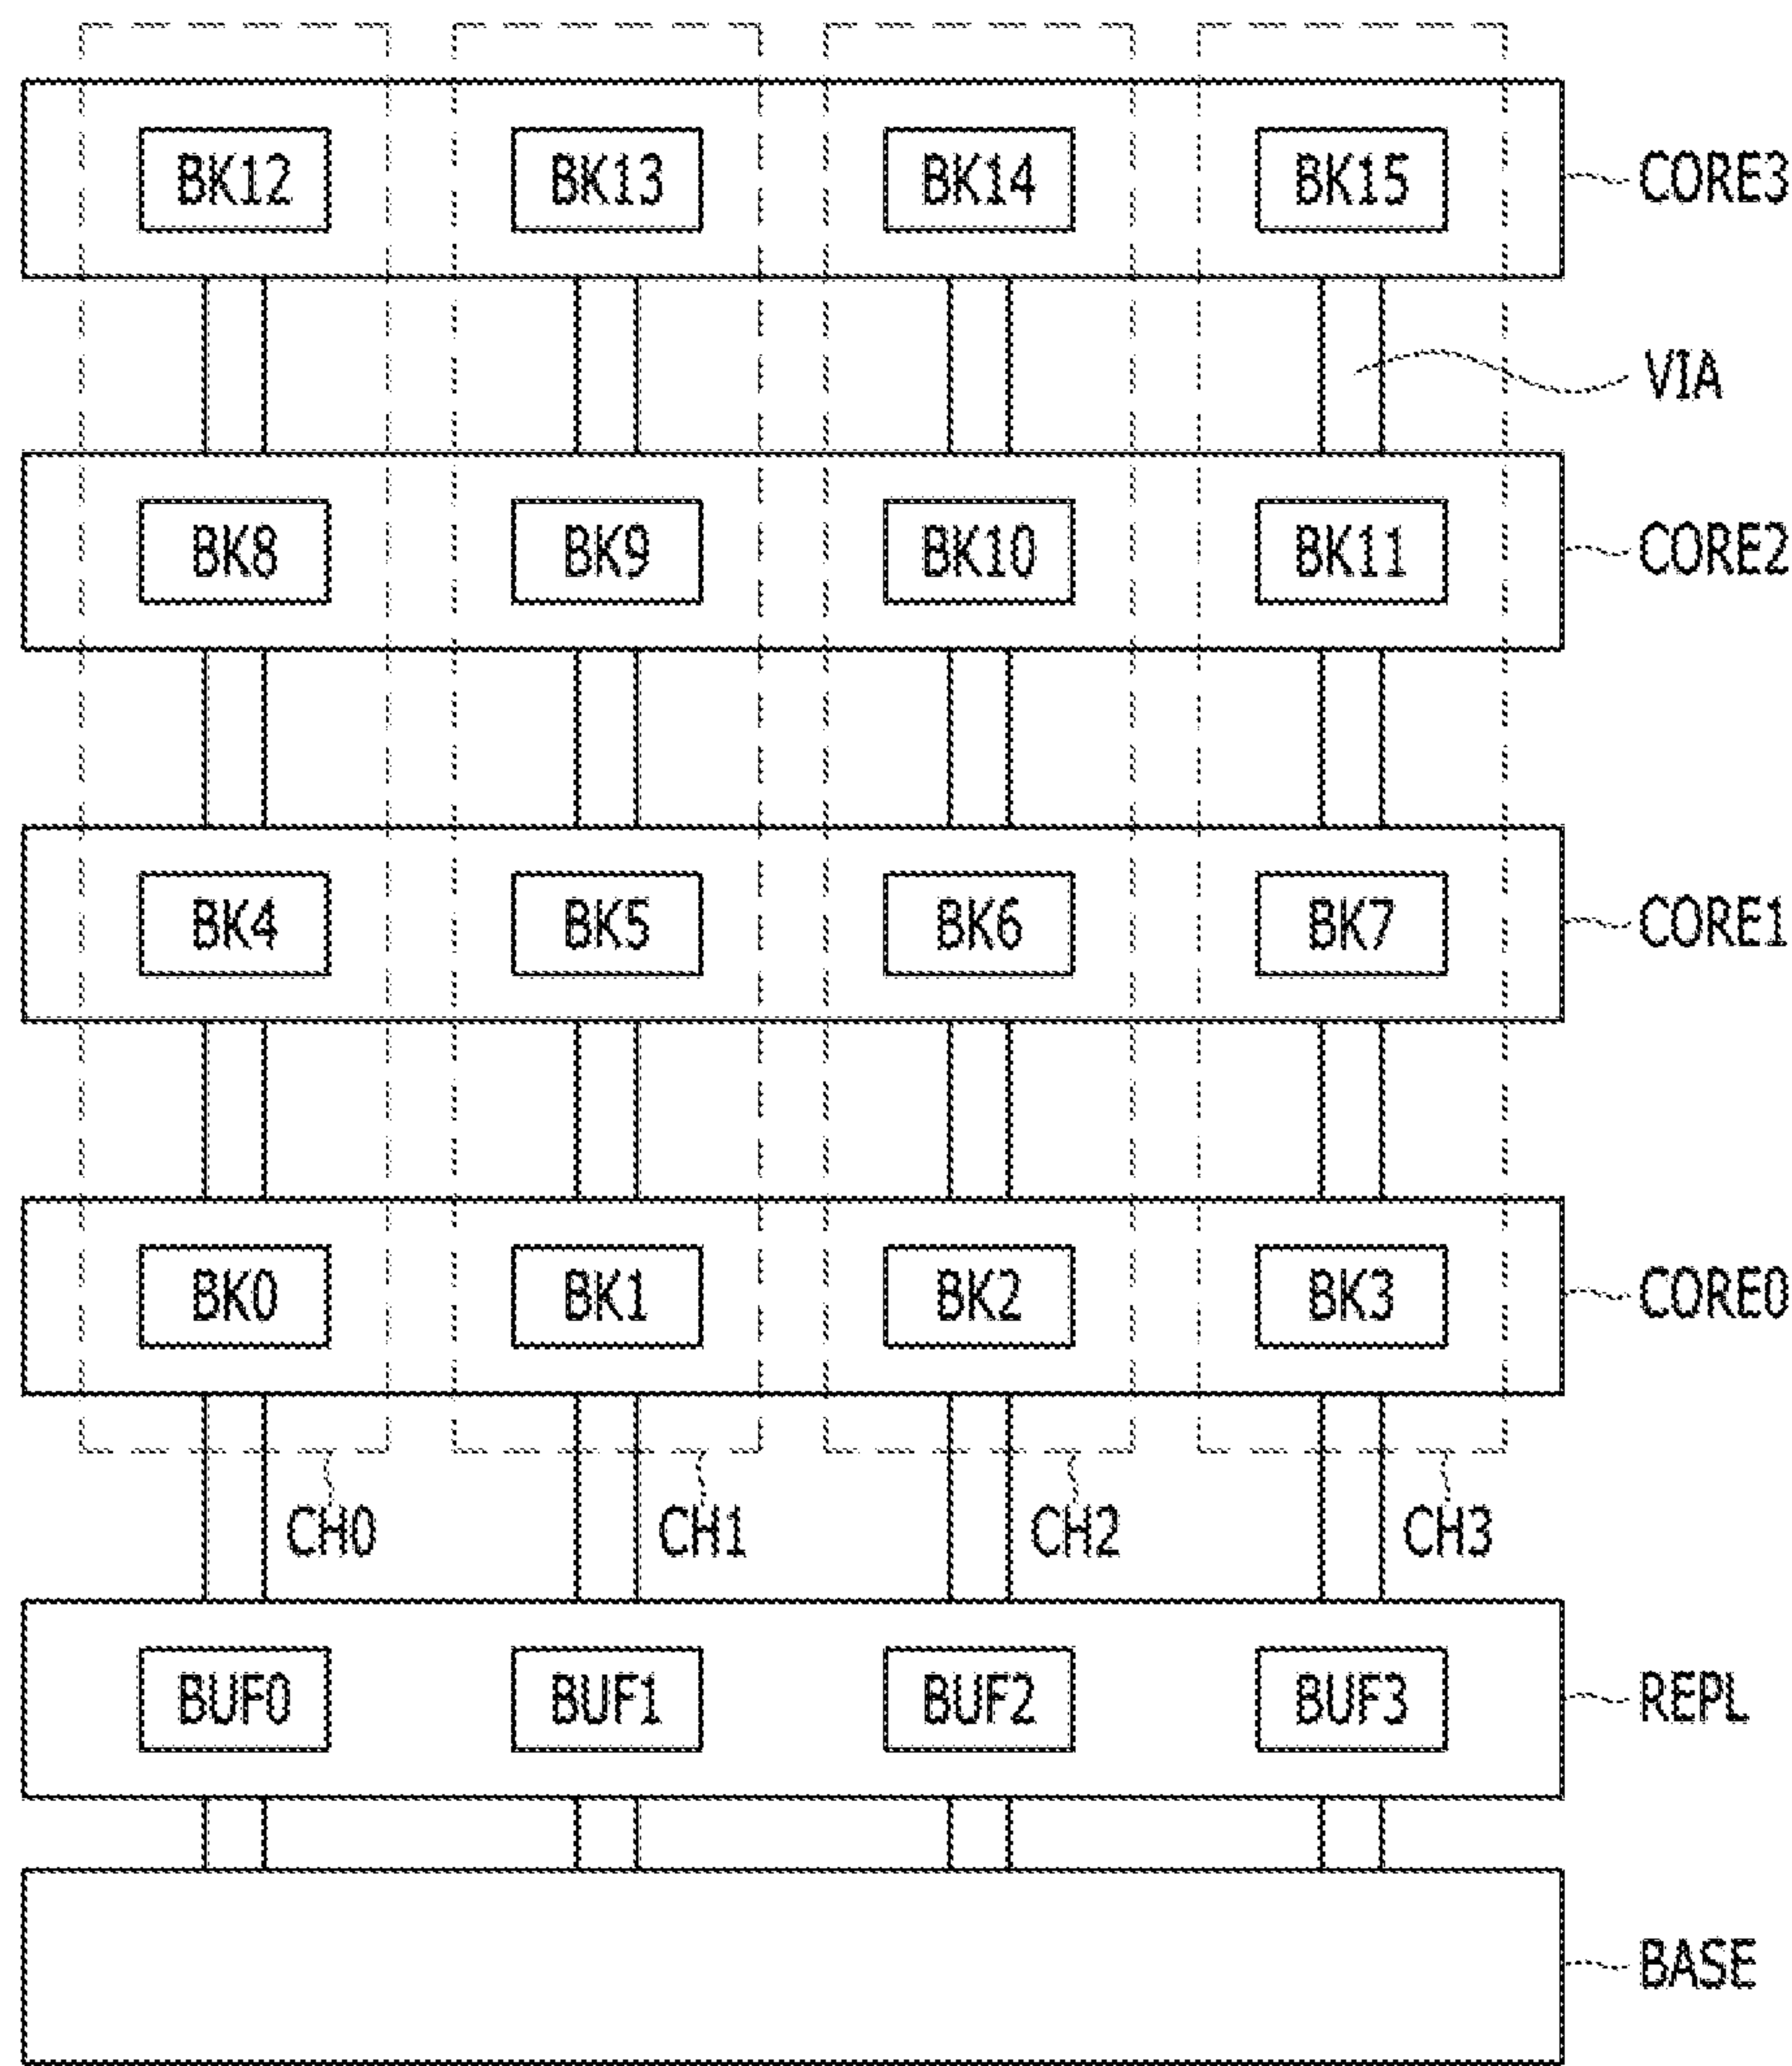 BK12 BK13 BK14 BK15 CORE3
VIA
BK8 BK9 BK10 BK11 CORE2
BK4 BK5 BK6 BK7 CORE1
BK0 BK1 BK2 BK3 CORE0
CH0 CH1 CH2 CH3
BUF0 BUF1 BUF2 BUF3 REPL
BASE